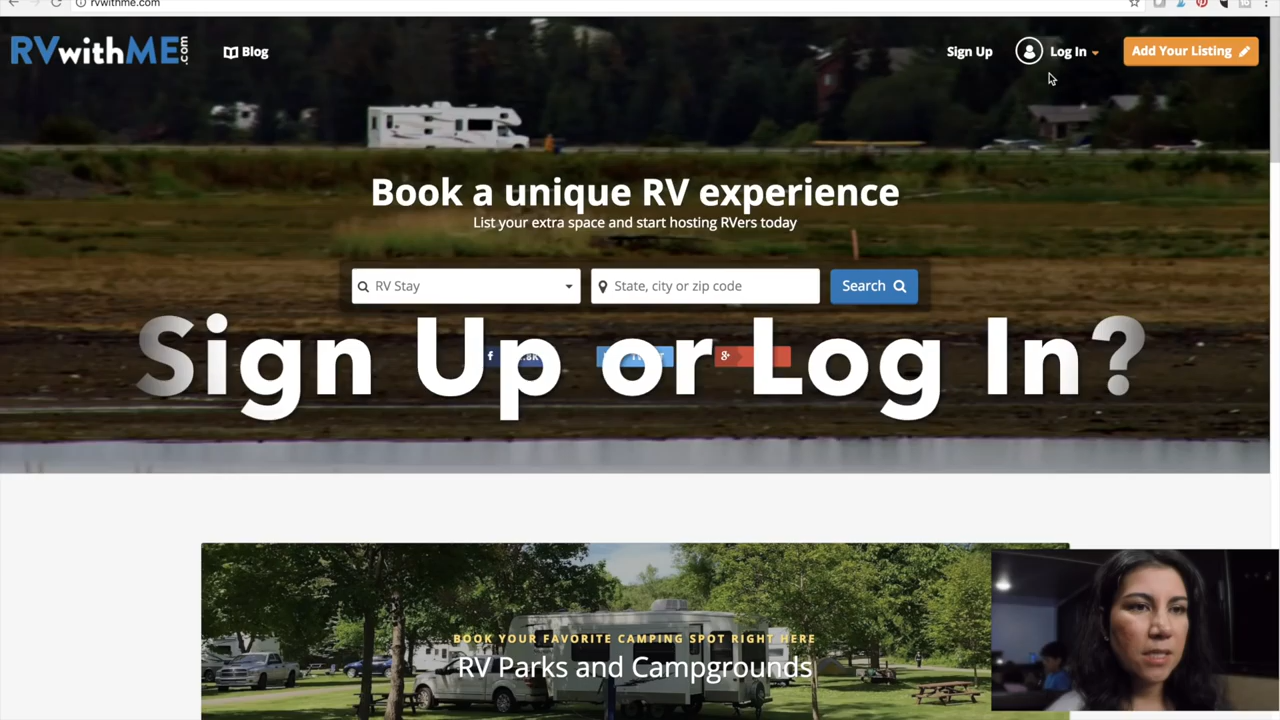 rvwithme.com
RVwithME.com
Blog
Sign Up
Log In
Add Your Listing
Book a unique RV experience
List your extra space and start hosting RVers today
RV Stay
State, city or zip code
Search
Sign Up or Log In?
BOOK YOUR FAVORITE CAMPING SPOT RIGHT HERE
RV Parks and Campgrounds